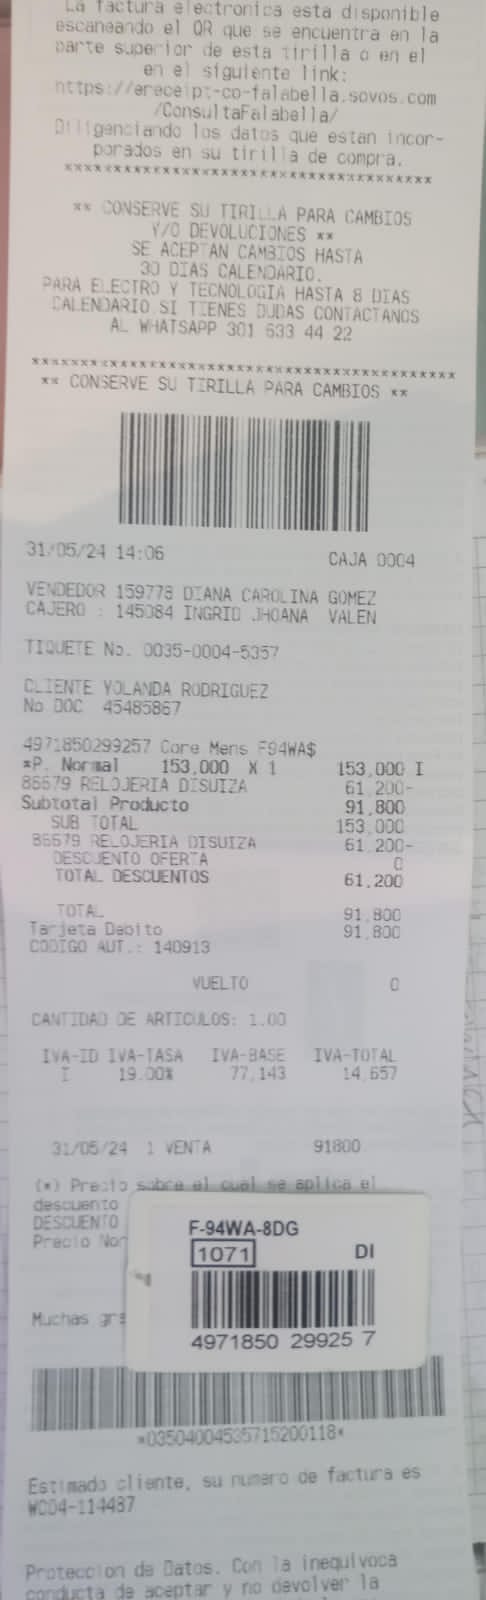 La factura electronica esta disponible
escaneando el QR que se encuentra en la
parte superior de esta tirilla o en el
en el siguiente link:
https://ereceipt-co-falabella.sovos.com
/ConsultaFalabella/
Diligenciando los datos que estan incor-
porados en su tirilla de compra.
***************************************
** CONSERVE SU TIRILLA PARA CAMBIOS
Y/O DEVOLUCIONES **
SE ACEPTAN CAMBIOS HASTA
30 DIAS CALENDARIO.
PARA ELECTRO Y TECNOLOGIA HASTA 8 DIAS
CALENDARIO SI TIENES DUDAS CONTACTANOS
AL WHATSAPP 301 633 44 22
******************************************
** CONSERVE SU TIRILLA PARA CAMBIOS **
31/05/24 14:06 CAJA 0004
VENDEDOR 159778 DIANA CAROLINA GOMEZ
CAJERO : 145084 INGRID JHOANA VALEN
TIQUETE No. 0035-0004-5357
CLIENTE YOLANDA RODRIGUEZ
No DOC 45485867
4971850299257 Core Mens F94WA$
*P. Normal 153,000 X 1 153,000 I
86679 RELOJERIA DISUIZA 61,200-
Subtotal Producto 91,800
SUB TOTAL 153,000
86679 RELOJERIA DISUIZA 61,200-
DESCUENTO OFERTA 0
TOTAL DESCUENTOS 61,200
TOTAL 91,800
Tarjeta Debito 91,800
CODIGO AUT.: 140913
VUELTO 0
CANTIDAD DE ARTICULOS: 1.00
IVA-ID IVA-TASA IVA-BASE IVA-TOTAL
I 19.00% 77,143 14,657
31/05/24 1 VENTA 91800
(*) Precio sobre el cual se aplica el
descuento
DESCUENTO
Precio Nor
F-94WA-8DG
1071 DI
4971850 29925 7
Muchas gra
*03504004535715200118*
Estimado cliente, su numero de factura es
WC04-114487
Proteccion de Datos. Con la inequivoca
conducta de aceptar y no devolver la